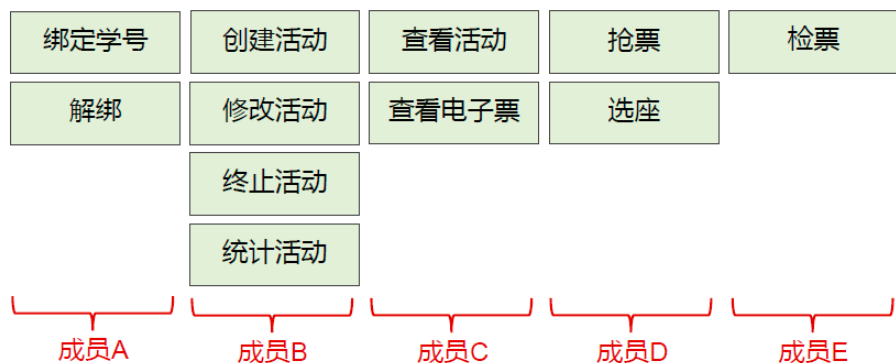 绑定学号 创建活动 查看活动 抢票 检票
解绑 修改活动 查看电子票 选座
终止活动
统计活动
成员A 成员B 成员C 成员D 成员E